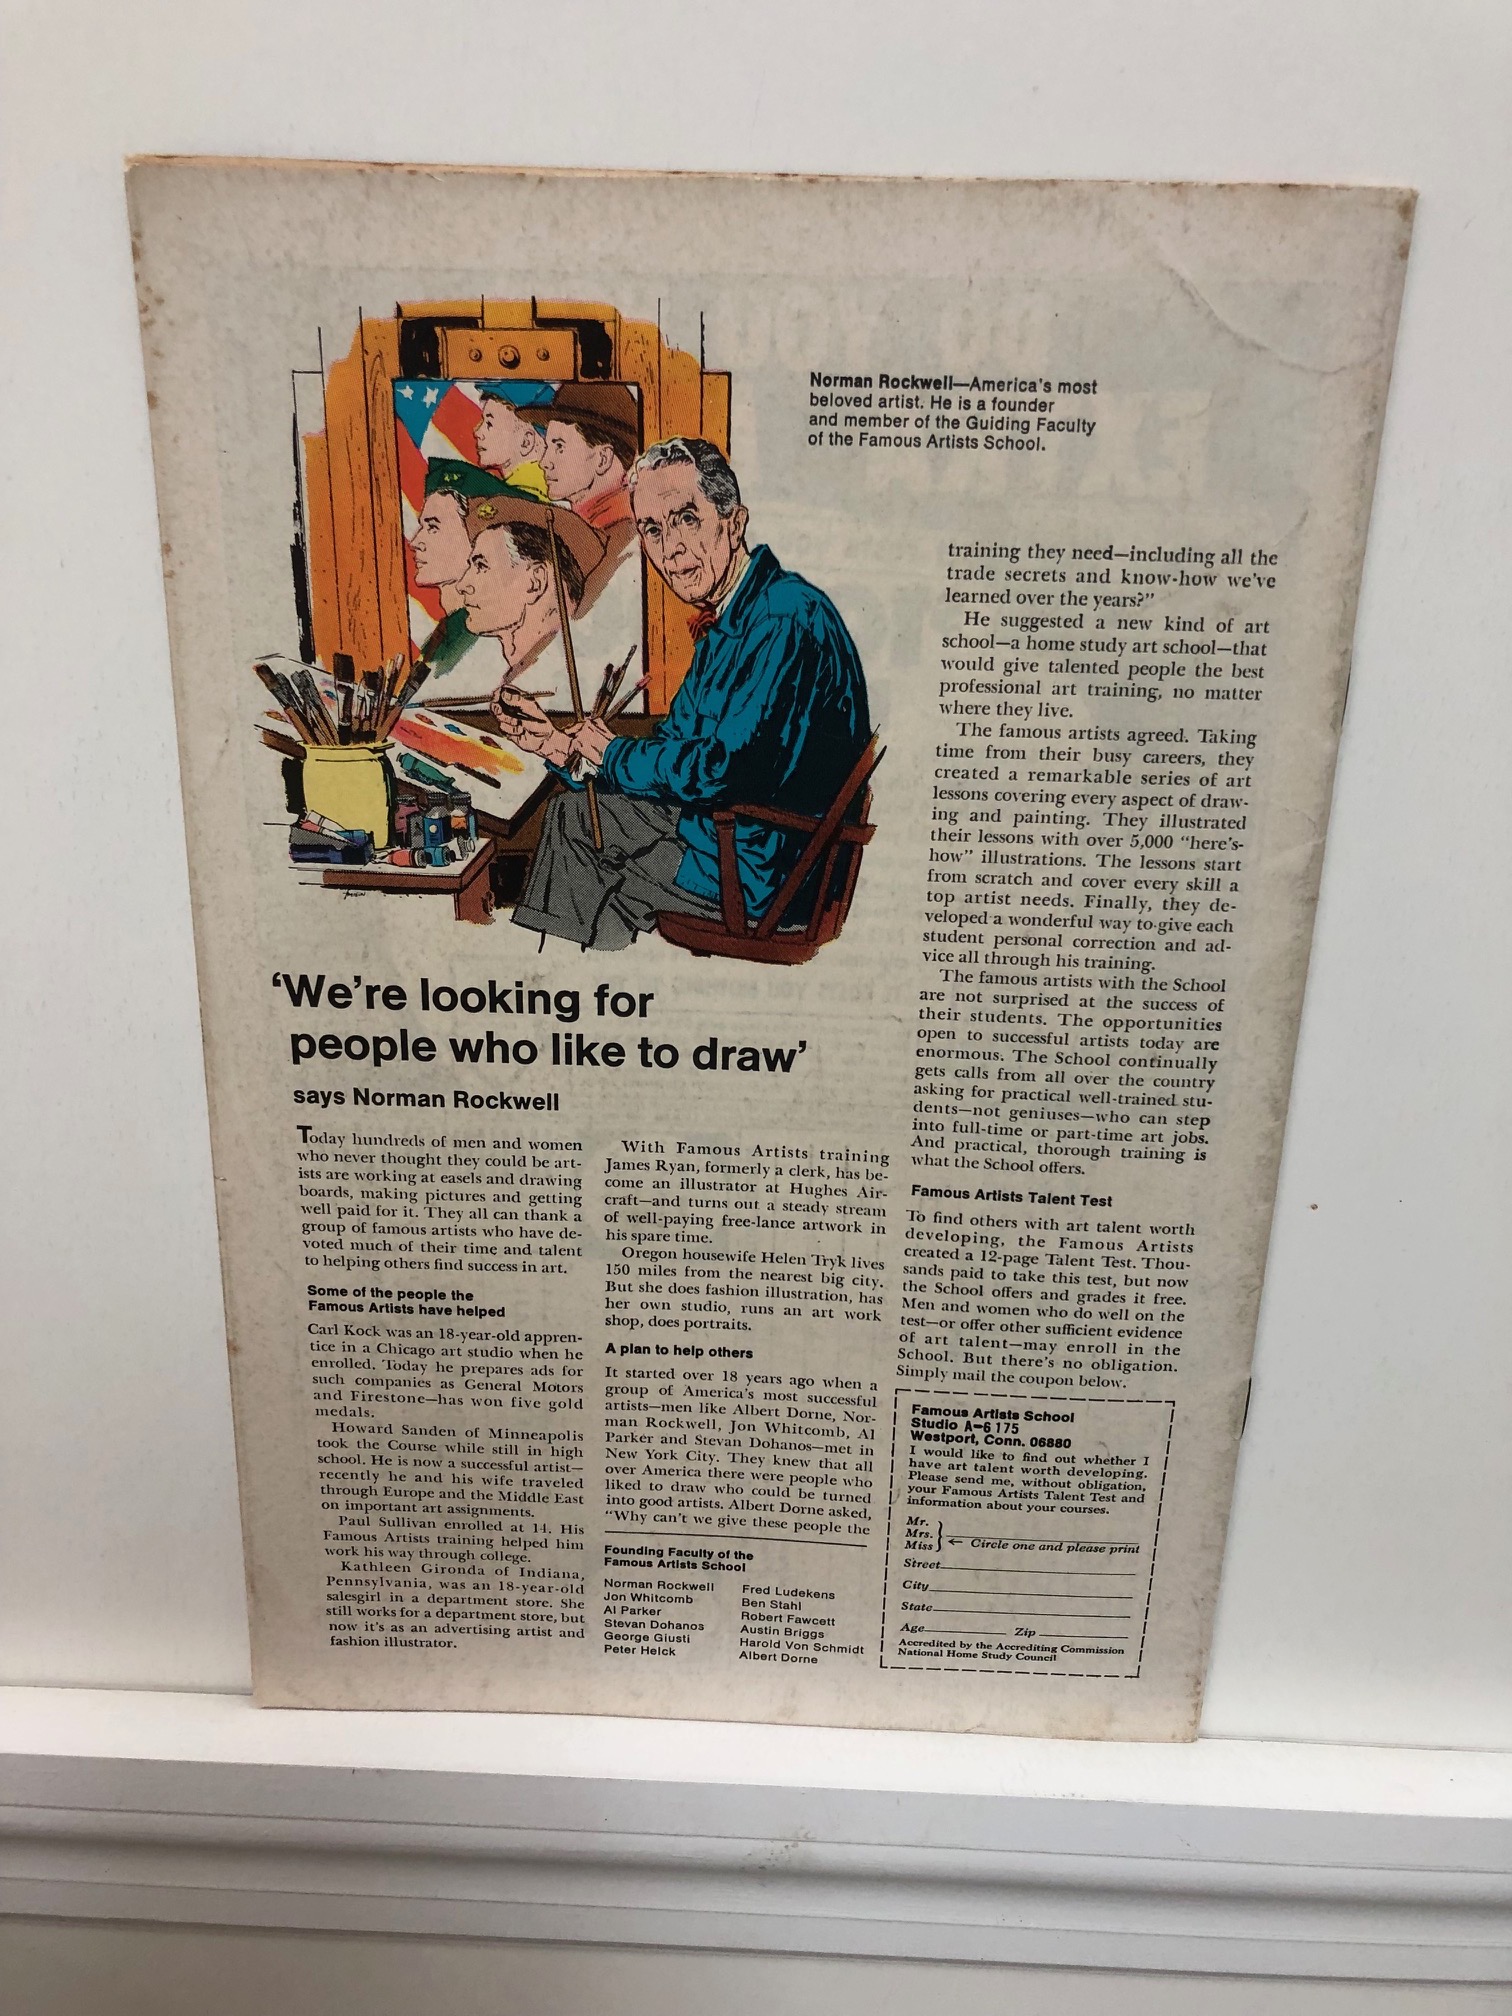 Norman Rockwell—America's most
beloved artist. He is a founder
and member of the Guiding Faculty
of the Famous Artists School.
'We're looking for
people who like to draw'
says Norman Rockwell
Today hundreds of men and women
who never thought they could be art-
ists are working at easels and drawing
boards, making pictures and getting
well paid for it. They all can thank a
group of famous artists who have de-
voted much of their time and talent
to helping others find success in art.
Some of the people the
Famous Artists have helped
Carl Kock was an 18-year-old appren-
tice in a Chicago art studio when he
enrolled. Today he prepares ads for
such companies as General Motors
and Firestone—has won five gold
medals.
Howard Sanden of Minneapolis
took the Course while still in high
school. He is now a successful artist—
recently he and his wife traveled
through Europe and the Middle East
on important art assignments.
Paul Sullivan enrolled at 14. His
Famous Artists training helped him
work his way through college.
Kathleen Gironda of Indiana,
Pennsylvania, was an 18-year-old
salesgirl in a department store. She
still works for a department store, but
now it's as an advertising artist and
fashion illustrator.
With Famous Artists training
James Ryan, formerly a clerk, has be-
come an illustrator at Hughes Air-
craft—and turns out a steady stream
of well-paying free-lance artwork in
his spare time.
Oregon housewife Helen Tryk lives
150 miles from the nearest big city.
But she does fashion illustration, has
her own studio, runs an art work
shop, does portraits.
A plan to help others
It started over 18 years ago when a
group of America's most successful
artists—men like Albert Dorne, Nor-
man Rockwell, Jon Whitcomb, Al
Parker and Stevan Dohanos—met in
New York City. They knew that all
over America there were people who
liked to draw who could be turned
into good artists. Albert Dorne asked,
"Why can't we give these people the
training they need—including all the
trade secrets and know-how we've
learned over the years?"
He suggested a new kind of art
school—a home study art school—that
would give talented people the best
professional art training, no matter
where they live.
The famous artists agreed. Taking
time from their busy careers, they
created a remarkable series of art
lessons covering every aspect of draw-
ing and painting. They illustrated
their lessons with over 5,000 "here's-
how" illustrations. The lessons start
from scratch and cover every skill a
top artist needs. Finally, they de-
veloped a wonderful way to give each
student personal correction and ad-
vice all through his training.
The famous artists with the School
are not surprised at the success of
their students. The opportunities
open to successful artists today are
enormous. The School continually
gets calls from all over the country
asking for practical well-trained stu-
dents—not geniuses—who can step
into full-time or part-time art jobs.
And practical, thorough training is
what the School offers.
Famous Artists Talent Test
To find others with art talent worth
developing, the Famous Artists
created a 12-page Talent Test. Thou-
sands paid to take this test, but now
the School offers and grades it free.
Men and women who do well on the
test—or offer other sufficient evidence
of art talent—may enroll in the
School. But there's no obligation.
Simply mail the coupon below.
Founding Faculty of the
Famous Artists School
Norman Rockwell
Jon Whitcomb
Al Parker
Stevan Dohanos
George Giusti
Peter Helck
Fred Ludekens
Ben Stahl
Robert Fawcett
Austin Briggs
Harold Von Schmidt
Albert Dorne
Famous Artists School
Studio A-6175
Westport, Conn. 06880
I would like to find out whether I
have art talent worth developing.
Please send me, without obligation,
your Famous Artists Talent Test and
information about your courses.
Mr.
Mrs.
Miss ← Circle one and please print
Street
City
State
Age Zip
Accredited by the Accrediting Commission
National Home Study Council